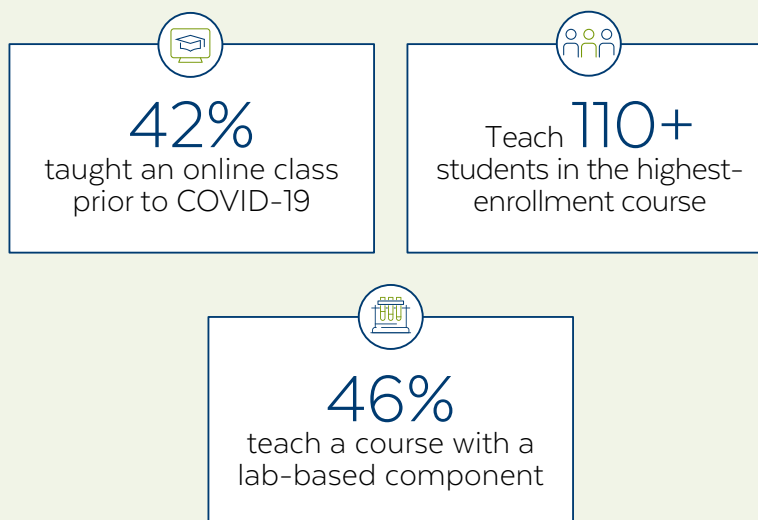 42%
taught an online class
prior to COVID-19
Teach 110+
students in the highest-
enrollment course
46%
teach a course with a
lab-based component